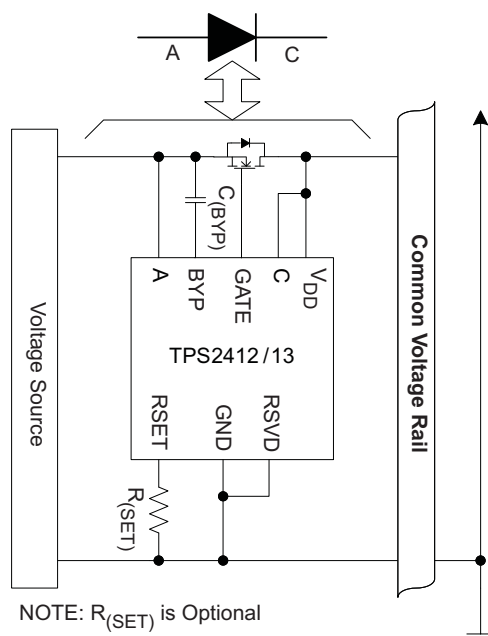 A
C
C(BYP)
A
BYP
GATE
C
VDD
TPS2412/13
RSET
GND
RSVD
R(SET)
Voltage Source
Common Voltage Rail
NOTE: R(SET) is Optional